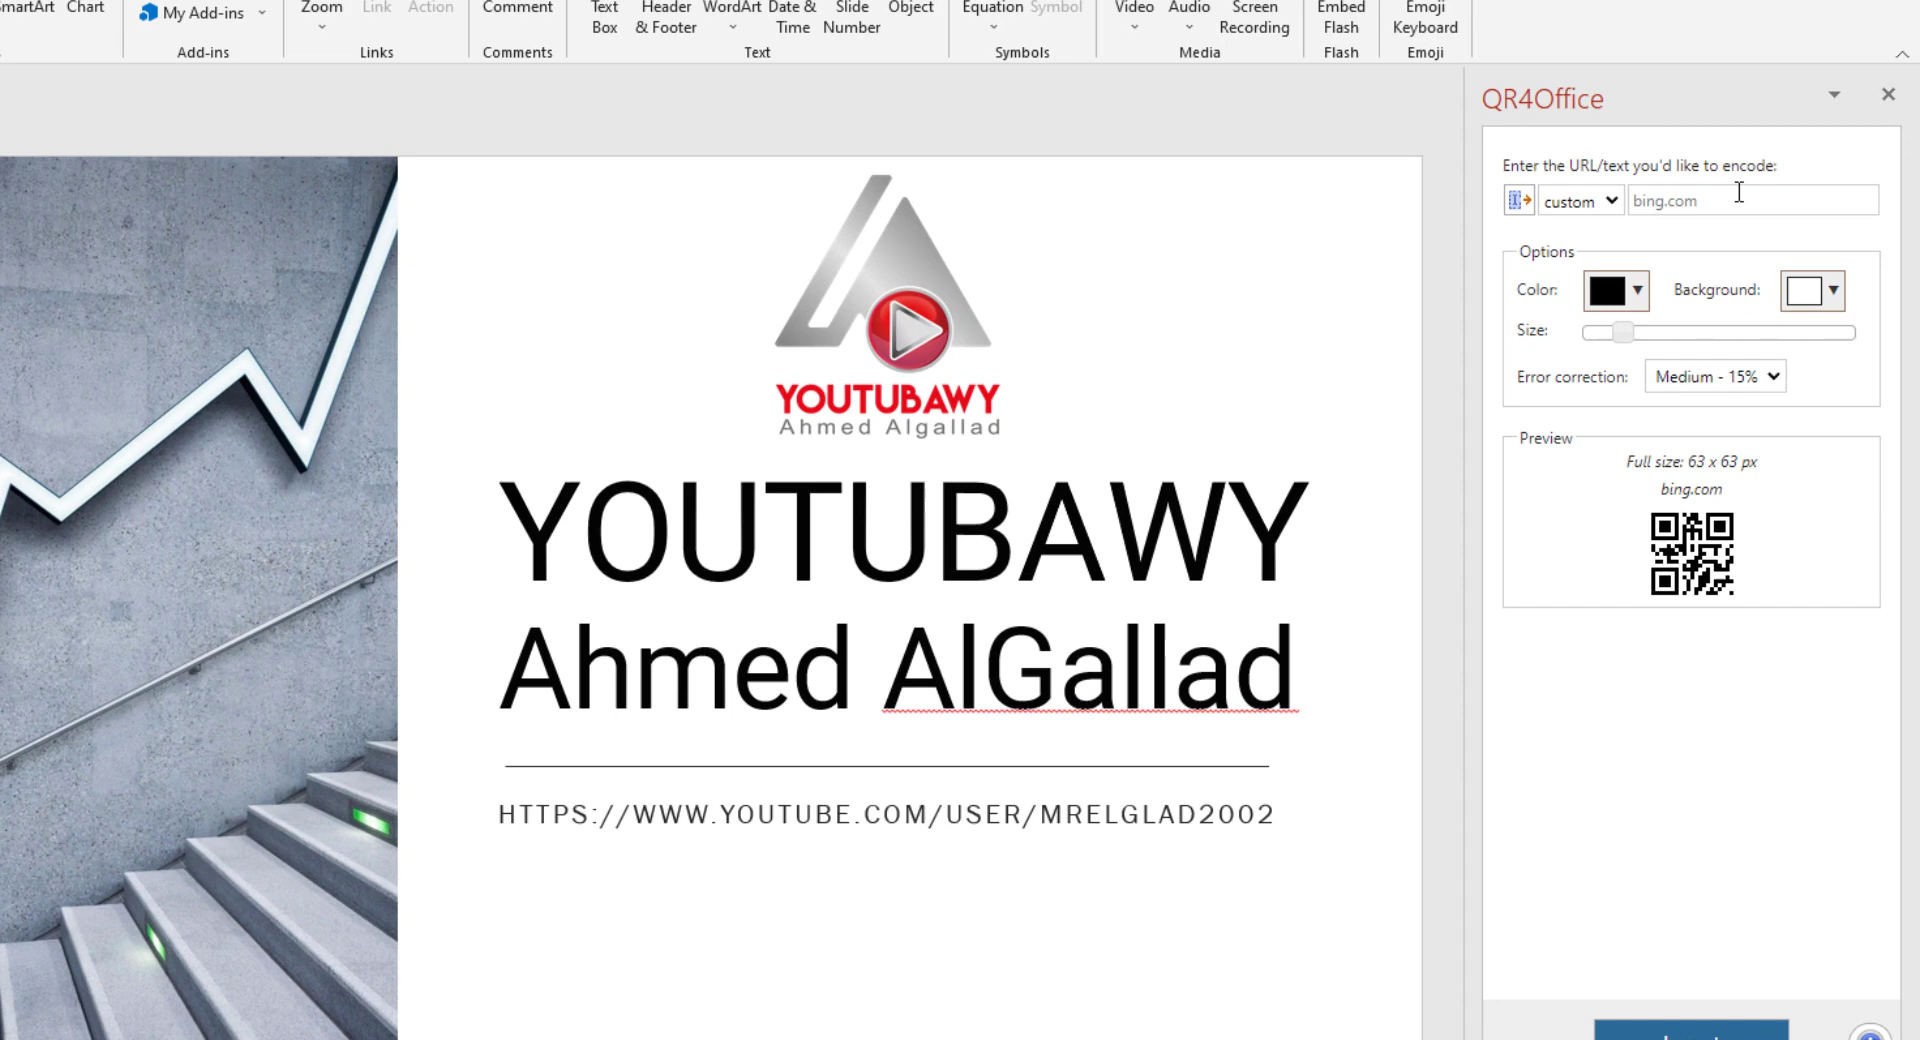 SmartArt Chart
My Add-ins
Add-ins
Zoom Link Action
Links
Comment
Comments
Text Box
Header & Footer
WordArt
Date & Time
Slide Number
Object
Text
Equation Symbol
Symbols
Video Audio
Screen Recording
Media
Embed Flash
Flash
Emoji Keyboard
Emoji
YOUTUBAWY
Ahmed Algallad
YOUTUBAWY
Ahmed AlGallad
HTTPS://WWW.YOUTUBE.COM/USER/MRELGLAD2002
QR4Office
Enter the URL/text you'd like to encode:
custom bing.com
Options
Color: Background:
Size:
Error correction: Medium - 15%
Preview
Full size: 63 x 63 px
bing.com